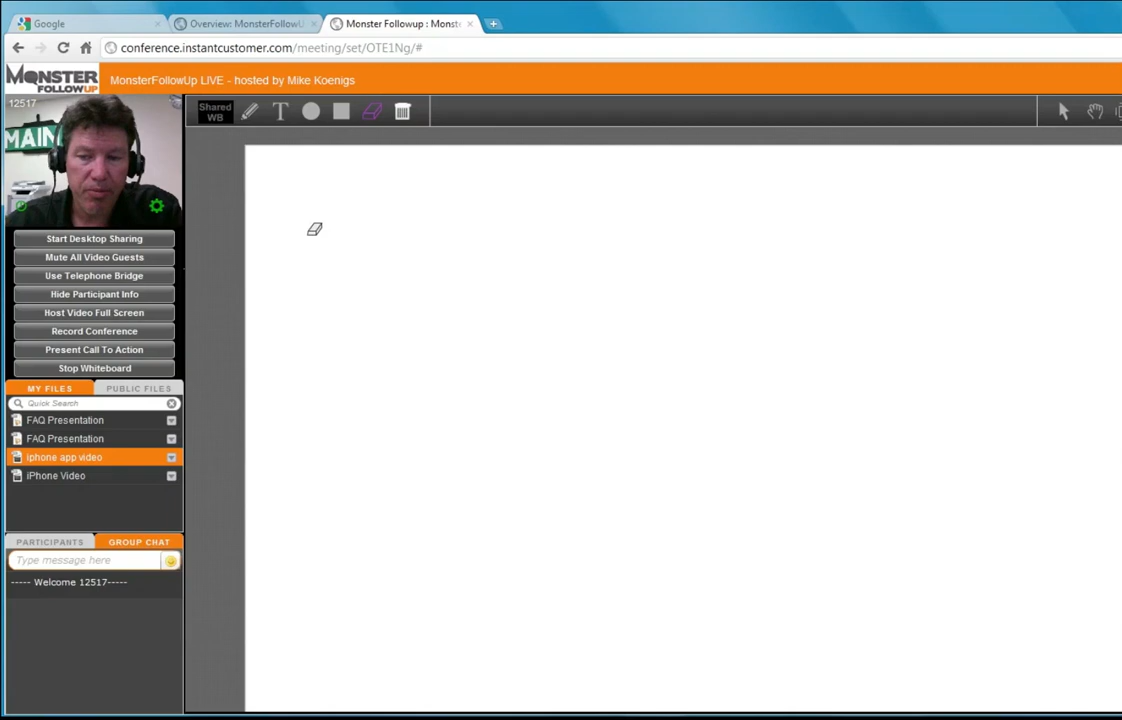 Google
Overview: MonsterFollowU
Monster Followup : Monste
conference.instantcustomer.com/meeting/set/OTE1Ng/#
MONSTER
FOLLOWUP
MonsterFollowUp LIVE - hosted by Mike Koenigs
12517
MAIN
Shared
WB
T
Start Desktop Sharing
Mute All Video Guests
Use Telephone Bridge
Hide Participant Info
Host Video Full Screen
Record Conference
Present Call To Action
Stop Whiteboard
MY FILES PUBLIC FILES
Quick Search
FAQ Presentation
FAQ Presentation
Iphone app video
iPhone Video
PARTICIPANTS GROUP CHAT
Type message here
----- Welcome 12517-----